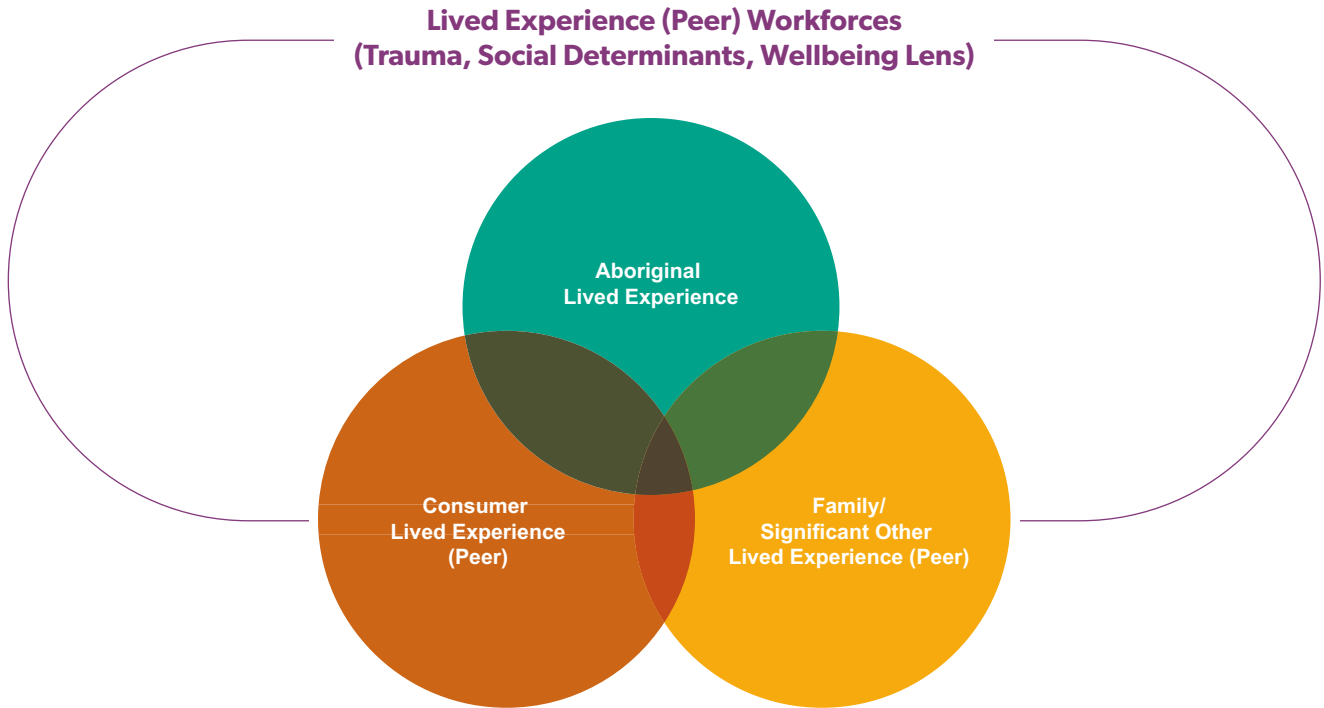 Lived Experience (Peer) Workforces
(Trauma, Social Determinants, Wellbeing Lens)
Aboriginal
Lived Experience
Consumer
Lived Experience
(Peer)
Family/
Significant Other
Lived Experience (Peer)